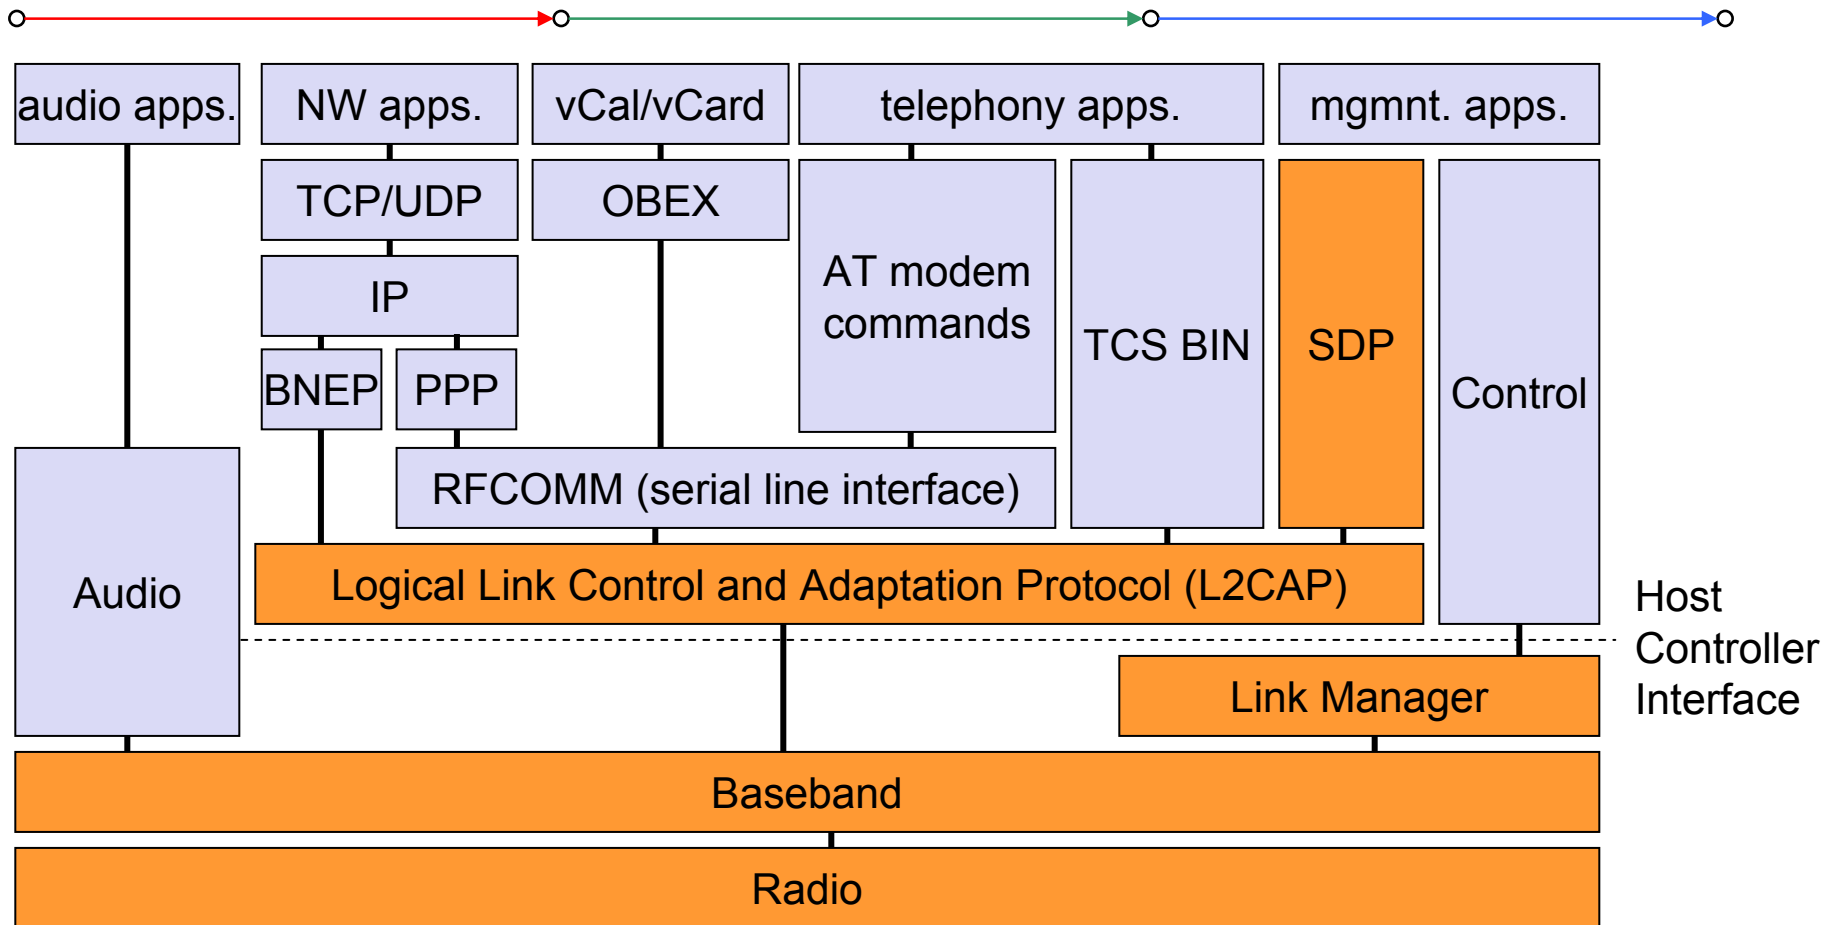 audio apps.
NW apps.
vCal/vCard
telephony apps.
mgmnt. apps.
TCP/UDP
OBEX
AT modem
commands
TCS BIN
SDP
Control
IP
BNEP
PPP
RFCOMM (serial line interface)
Audio
Logical Link Control and Adaptation Protocol (L2CAP)
Host
Controller
Interface
Link Manager
Baseband
Radio